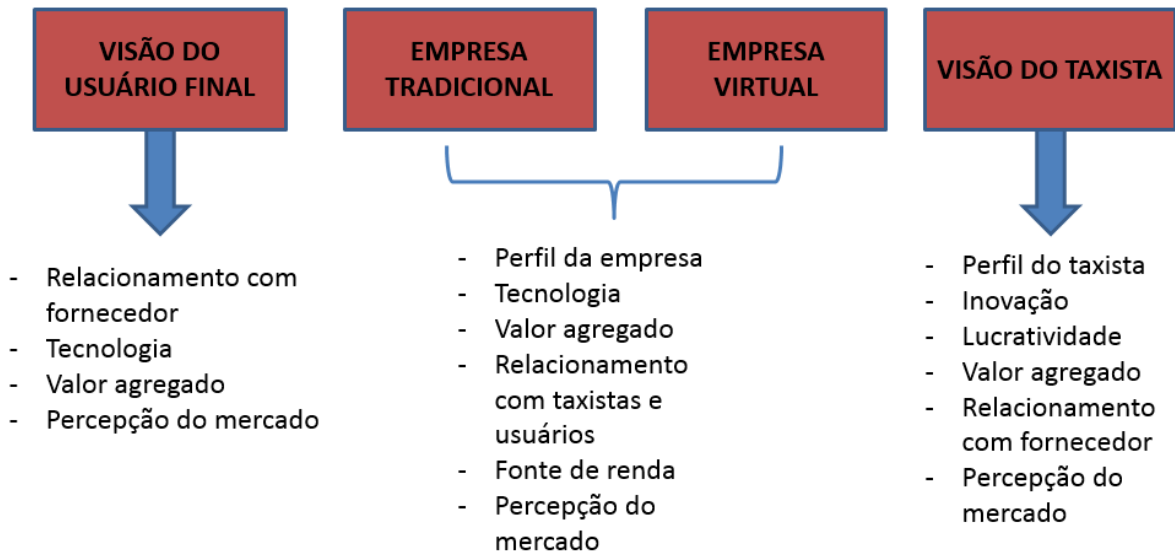 VISÃO DO
USUÁRIO FINAL
EMPRESA
TRADICIONAL
EMPRESA
VIRTUAL
VISÃO DO TAXISTA
- Relacionamento com
fornecedor
- Tecnologia
- Valor agregado
- Percepção do mercado
- Perfil da empresa
- Tecnologia
- Valor agregado
- Relacionamento
com taxistas e
usuários
- Fonte de renda
- Percepção do
mercado
- Perfil do taxista
- Inovação
- Lucratividade
- Valor agregado
- Relacionamento
com fornecedor
- Percepção do
mercado